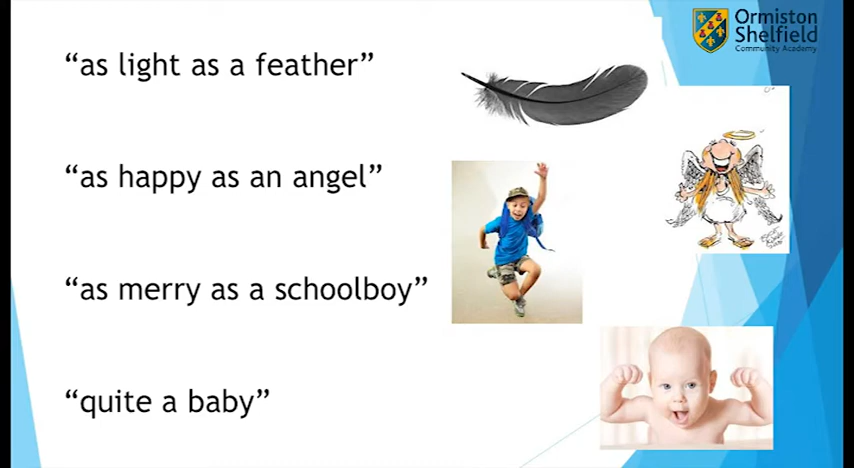 Ormiston
Shelfield
Community Academy
“as light as a feather”
“as happy as an angel”
“as merry as a schoolboy”
“quite a baby”